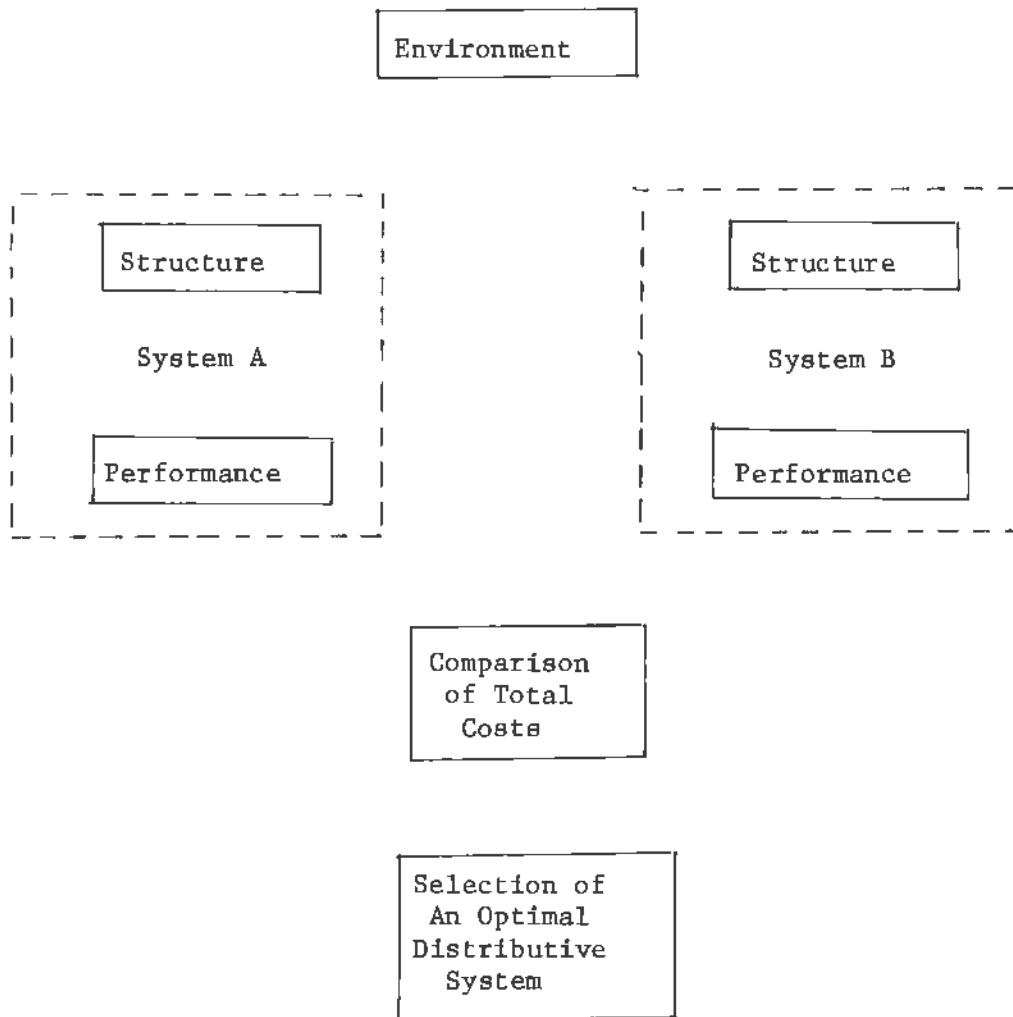 Environment
Structure
System A
Performance
Structure
System B
Performance
Comparison
of Total
Costs
Selection of
An Optimal
Distributive
System